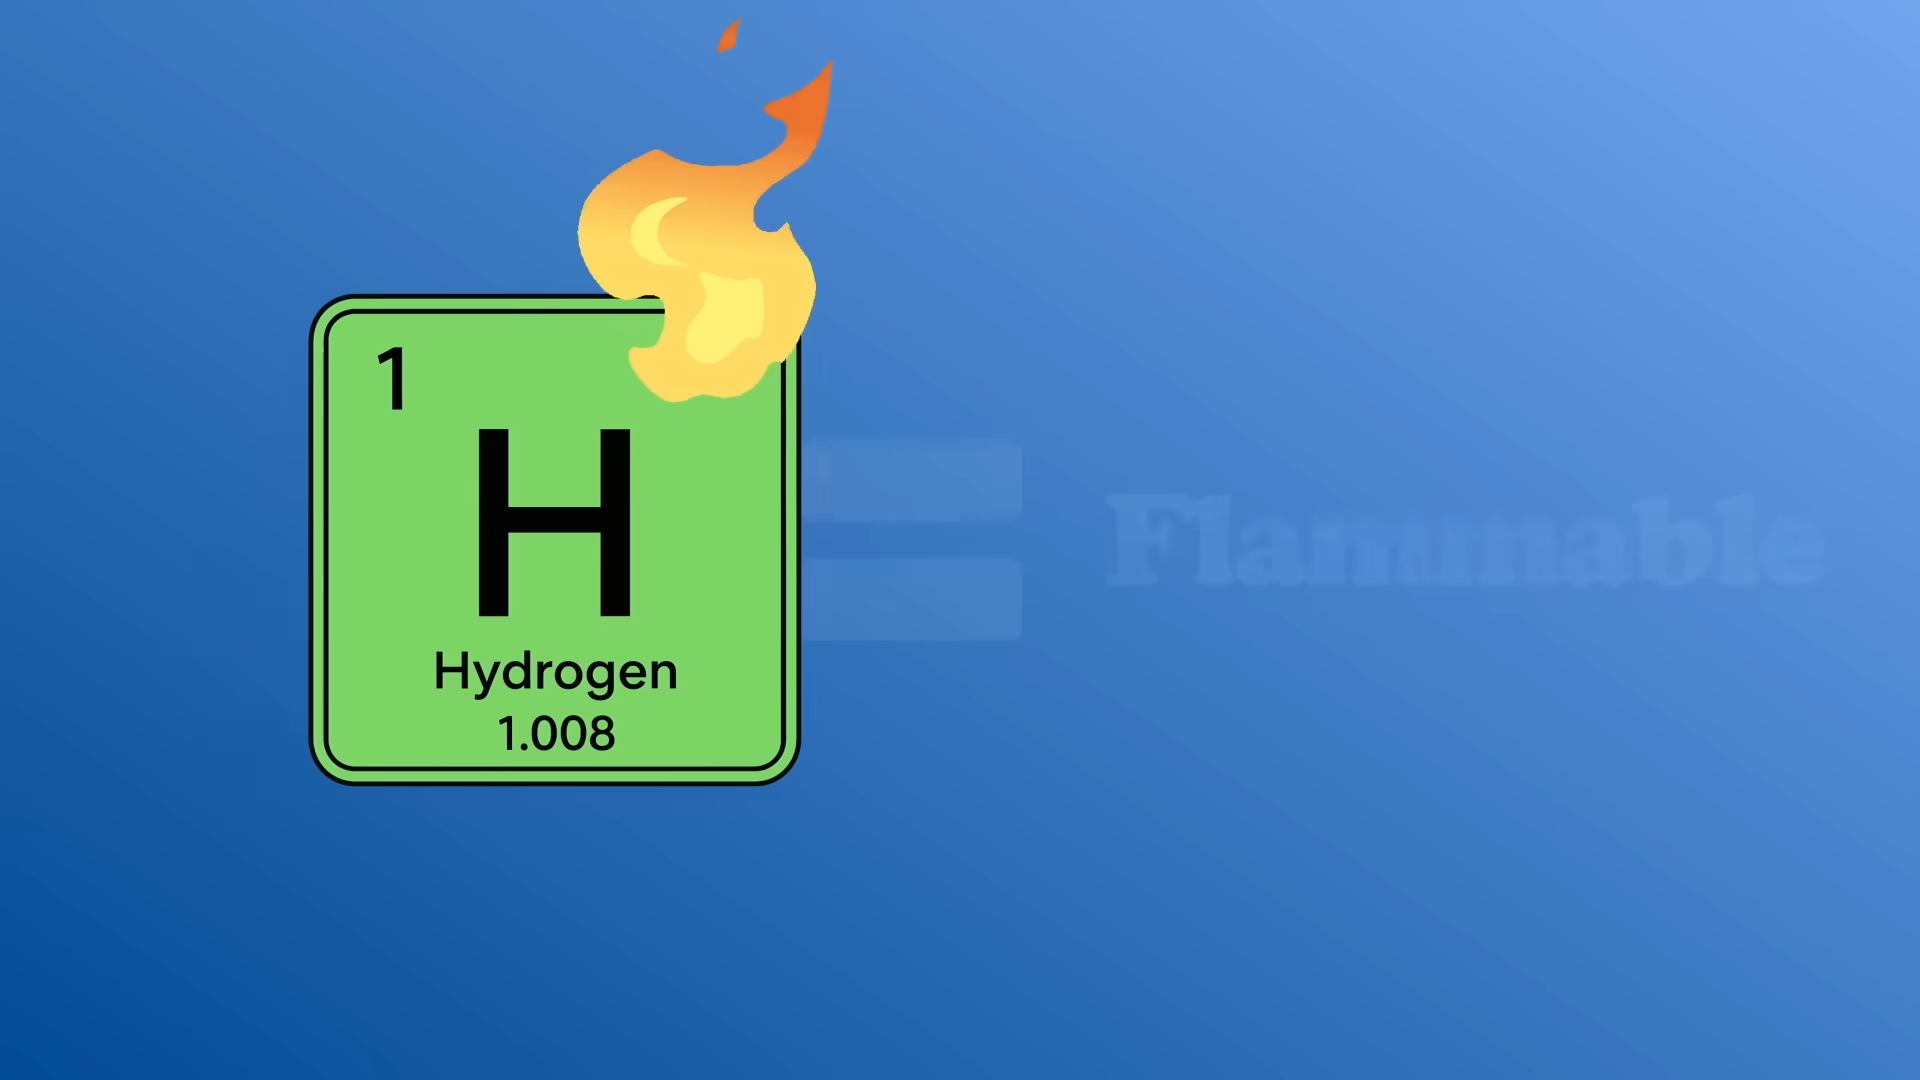 1
H
Hydrogen
1.008
= Flammable